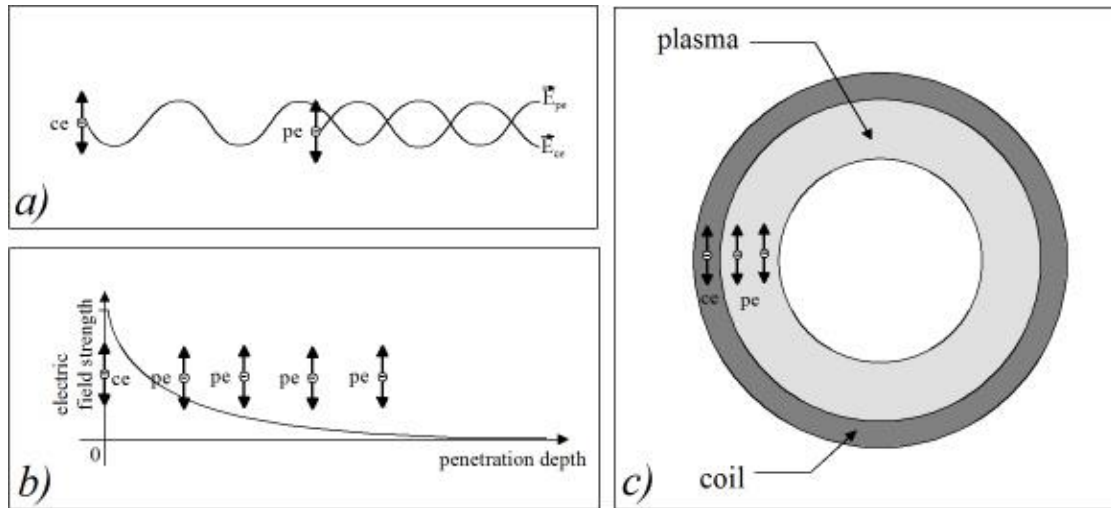 ce
pe
E⃗pe
E⃗ce
a)
electric
field strength
ce
pe
pe
pe
pe
0
penetration depth
b)
plasma
ce
pe
coil
c)